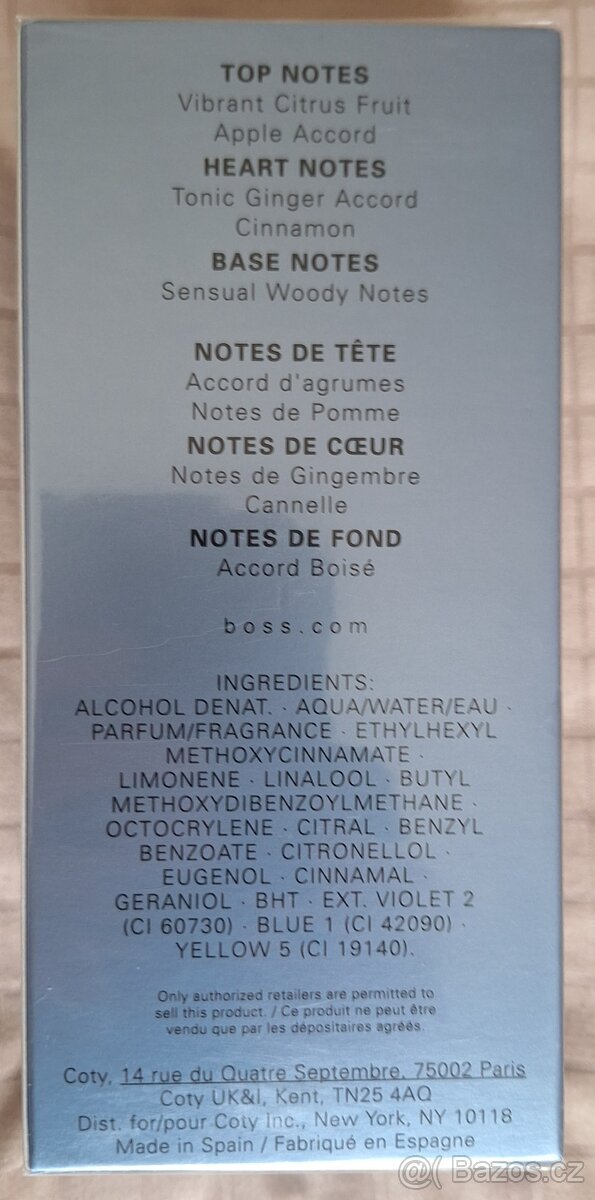 TOP NOTES
Vibrant Citrus Fruit
Apple Accord
HEART NOTES
Tonic Ginger Accord
Cinnamon
BASE NOTES
Sensual Woody Notes
NOTES DE TÊTE
Accord d'agrumes
Notes de Pomme
NOTES DE CŒUR
Notes de Gingembre
Cannelle
NOTES DE FOND
Accord Boisé
boss.com
INGREDIENTS:
ALCOHOL DENAT. · AQUA/WATER/EAU ·
PARFUM/FRAGRANCE · ETHYLHEXYL
METHOXYCINNAMATE ·
LIMONENE · LINALOOL · BUTYL
METHOXYDIBENZOYLMETHANE ·
OCTOCRYLENE · CITRAL · BENZYL
BENZOATE · CITRONELLOL ·
EUGENOL · CINNAMAL ·
GERANIOL · BHT · EXT. VIOLET 2
(CI 60730) · BLUE 1 (CI 42090) ·
YELLOW 5 (CI 19140).
Only authorized retailers are permitted to
sell this product. / Ce produit ne peut être
vendu que par les dépositaires agréés.
Coty, 14 rue du Quatre Septembre, 75002 Paris
Coty UK&I, Kent, TN25 4AQ
Dist. for/pour Coty Inc., New York, NY 10118
Made in Spain / Fabriqué en Espagne
@( Bazos.cz